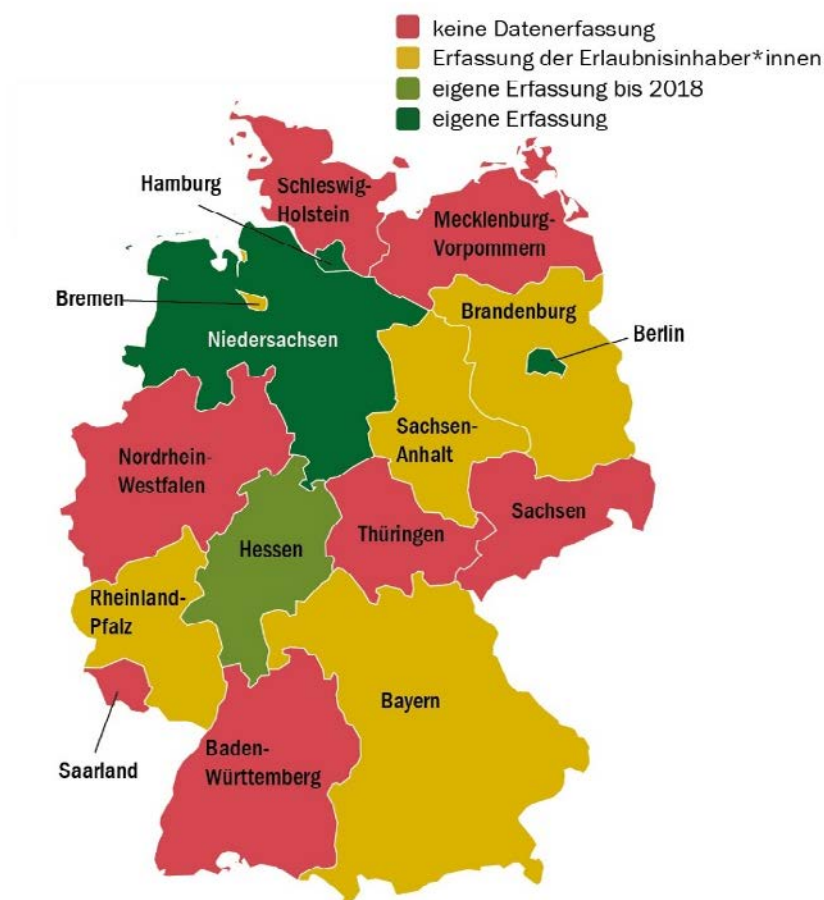 keine Datenerfassung
Erfassung der Erlaubnisinhaber*innen
eigene Erfassung bis 2018
eigene Erfassung
Hamburg
Schleswig-
Holstein
Mecklenburg-
Vorpommern
Bremen
Brandenburg
Niedersachsen
Berlin
Sachsen-
Anhalt
Nordrhein-
Westfalen
Sachsen
Thüringen
Hessen
Rheinland-
Pfalz
Bayern
Saarland
Baden-
Württemberg